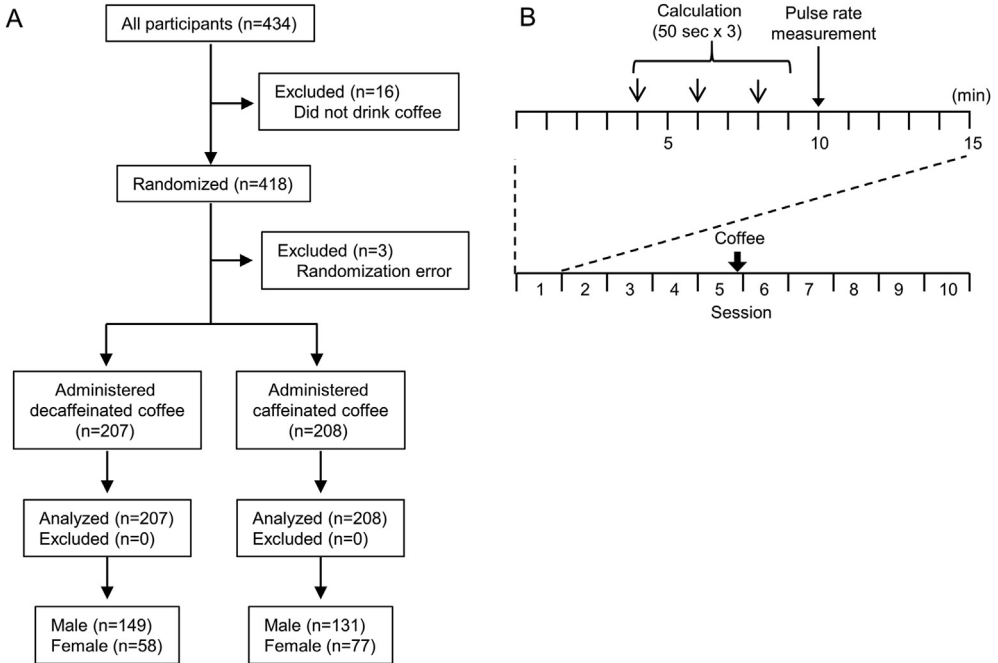 A
All participants (n=434)
Excluded (n=16)
Did not drink coffee
Randomized (n=418)
Excluded (n=3)
Randomization error
Administered
decaffeinated coffee
(n=207)
Administered
caffeinated coffee
(n=208)
Analyzed (n=207)
Excluded (n=0)
Analyzed (n=208)
Excluded (n=0)
Male (n=149)
Female (n=58)
Male (n=131)
Female (n=77)
B
Calculation
(50 sec x 3)
Pulse rate
measurement
(min)
5 10 15
Coffee
1 2 3 4 5 6 7 8 9 10
Session